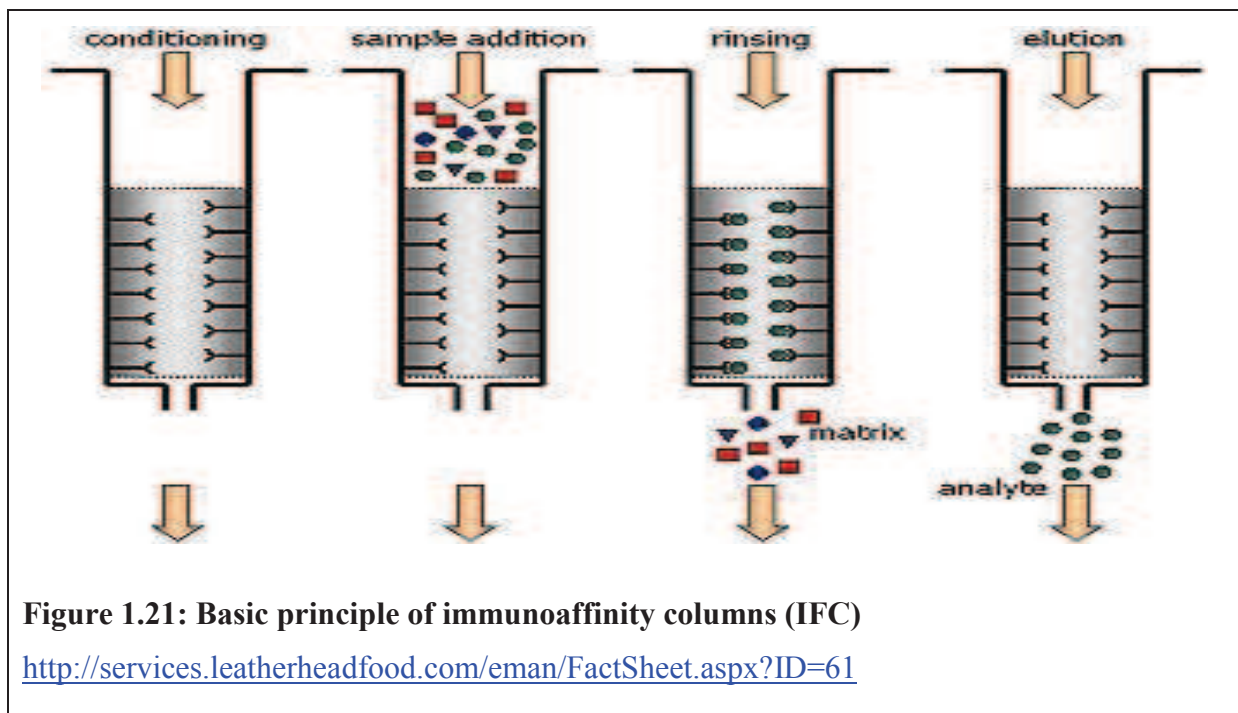 conditioning
sample addition
rinsing
elution
matrix
analyte
Figure 1.21: Basic principle of immunoaffinity columns (IFC)
http://services.leatherheadfood.com/eman/FactSheet.aspx?ID=61